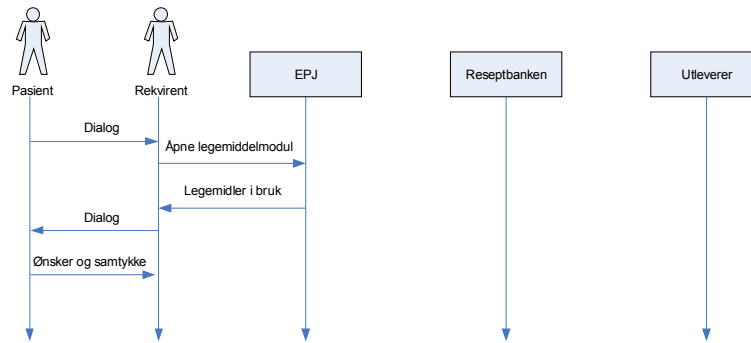 Pasient
Rekvirent
EPJ
Reseptbanken
Utleverer
Dialog
Åpne legemiddelmodul
Legemidler i bruk
Dialog
Ønsker og samtykke